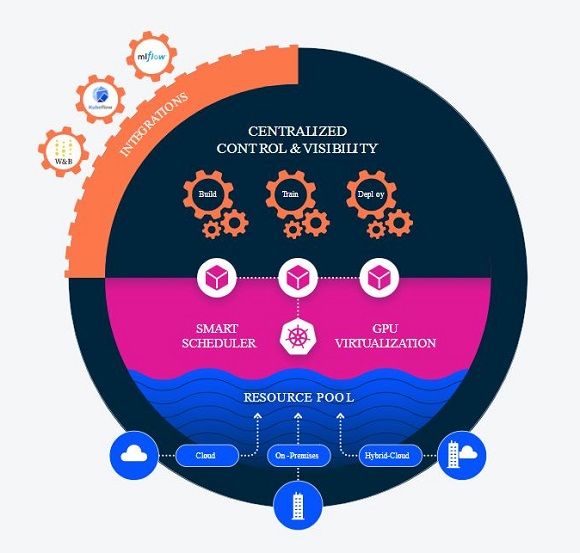 mlflow
Kubeflow
W&B
INTEGRATIONS
CENTRALIZED
CONTROL & VISIBILITY
Build
Train
Deploy
SMART
SCHEDULER
GPU
VIRTUALIZATION
RESOURCE POOL
Cloud
On-Premises
Hybrid-Cloud